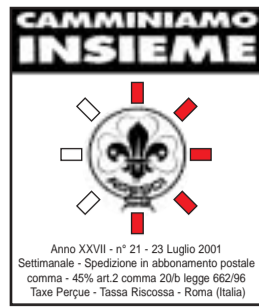 CAMMINIAMO
INSIEME
AGESCI
Anno XXVII - n° 21 - 23 Luglio 2001
Settimanale - Spedizione in abbonamento postale
comma - 45% art.2 comma 20/b legge 662/96
Taxe Perçue - Tassa Riscossa - Roma (Italia)